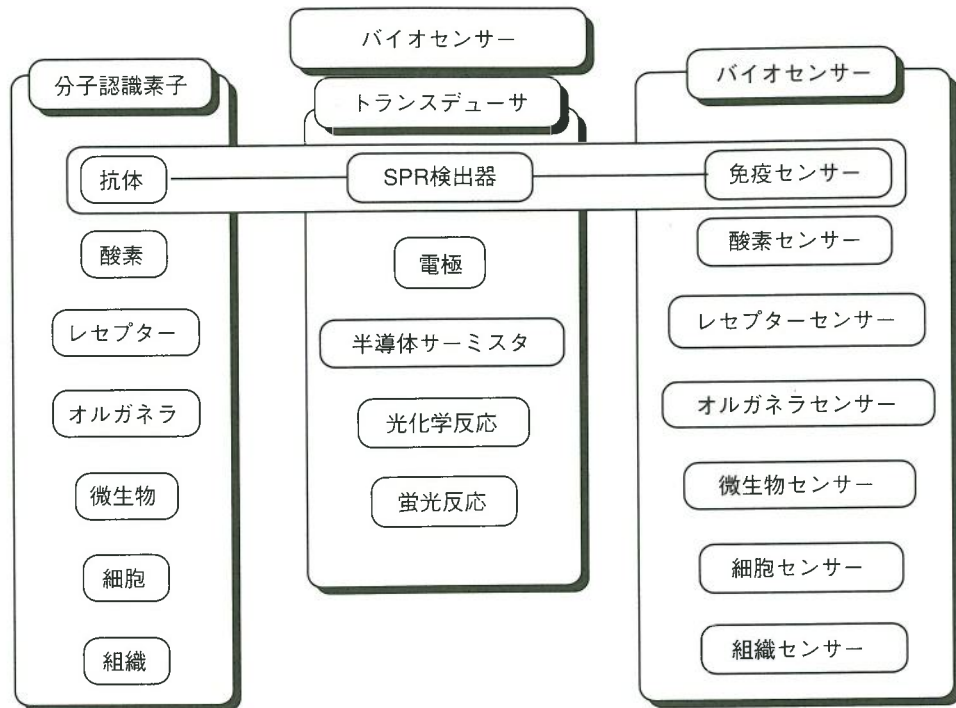 バイオセンサー
分子認識素子
トランスデューサ
バイオセンサー
抗体
SPR検出器
免疫センサー
酸素
電極
酸素センサー
レセプター
半導体サーミスタ
レセプターセンサー
オルガネラ
光化学反応
オルガネラセンサー
微生物
蛍光反応
微生物センサー
細胞
細胞センサー
組織
組織センサー